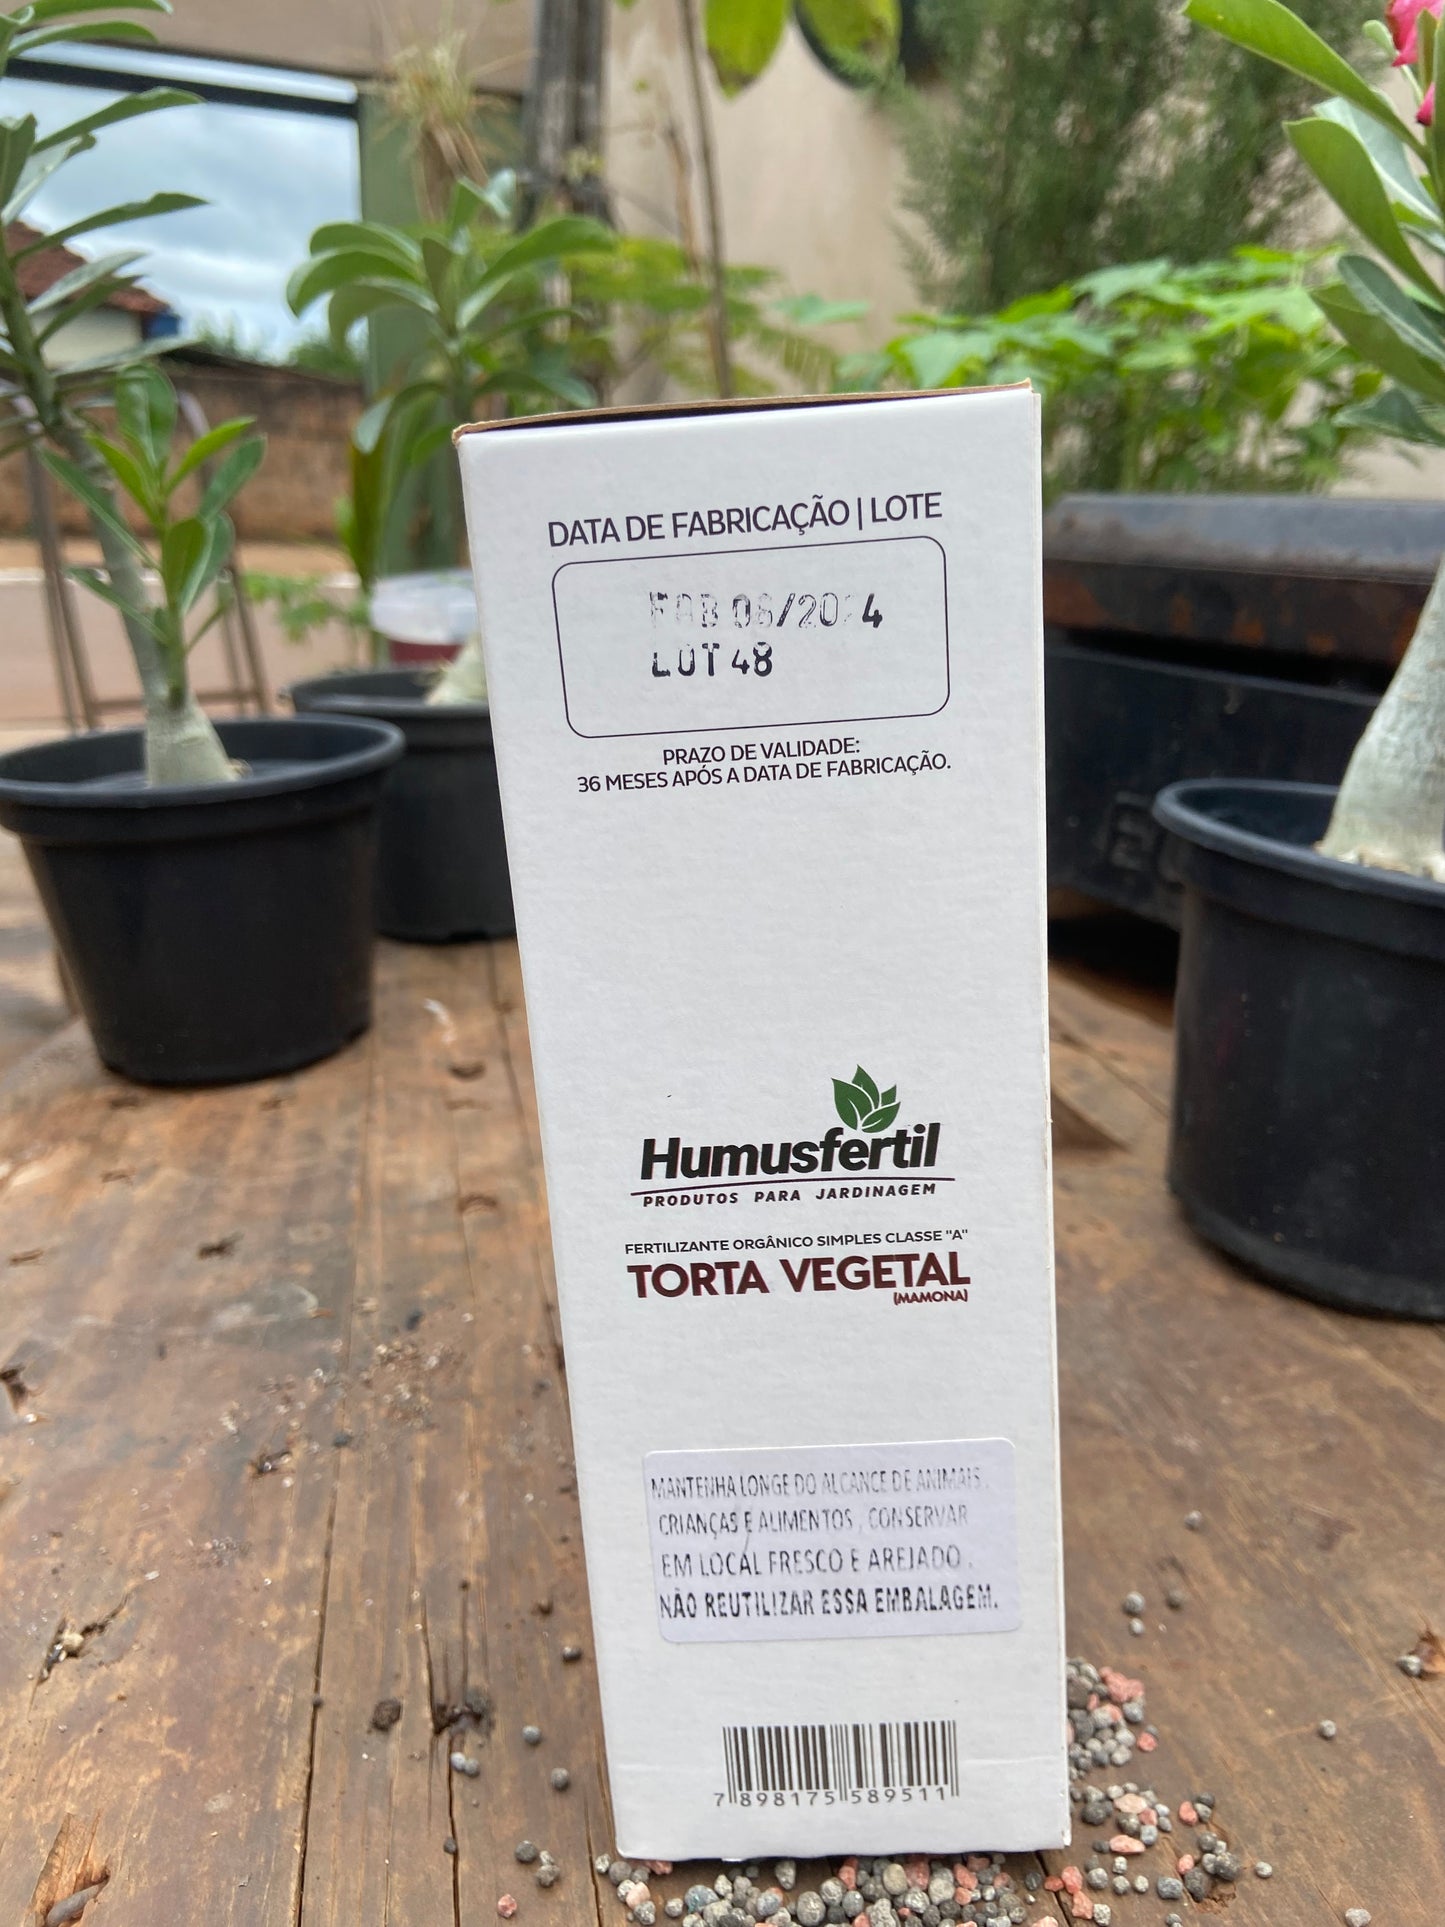 DATA DE FABRICAÇÃO | LOTE
FAB 06/2024
LOT 48
PRAZO DE VALIDADE:
36 MESES APÓS A DATA DE FABRICAÇÃO.
Humusfertil
PRODUTOS PARA JARDINAGEM
FERTILIZANTE ORGÂNICO SIMPLES CLASSE "A"
TORTA VEGETAL
(MAMONA)
MANTENHA LONGE DO ALCANCE DE ANIMAIS,
CRIANÇAS E ALIMENTOS, CONSERVAR
EM LOCAL FRESCO E AREJADO.
NÃO REUTILIZAR ESSA EMBALAGEM.
7 898175 589511